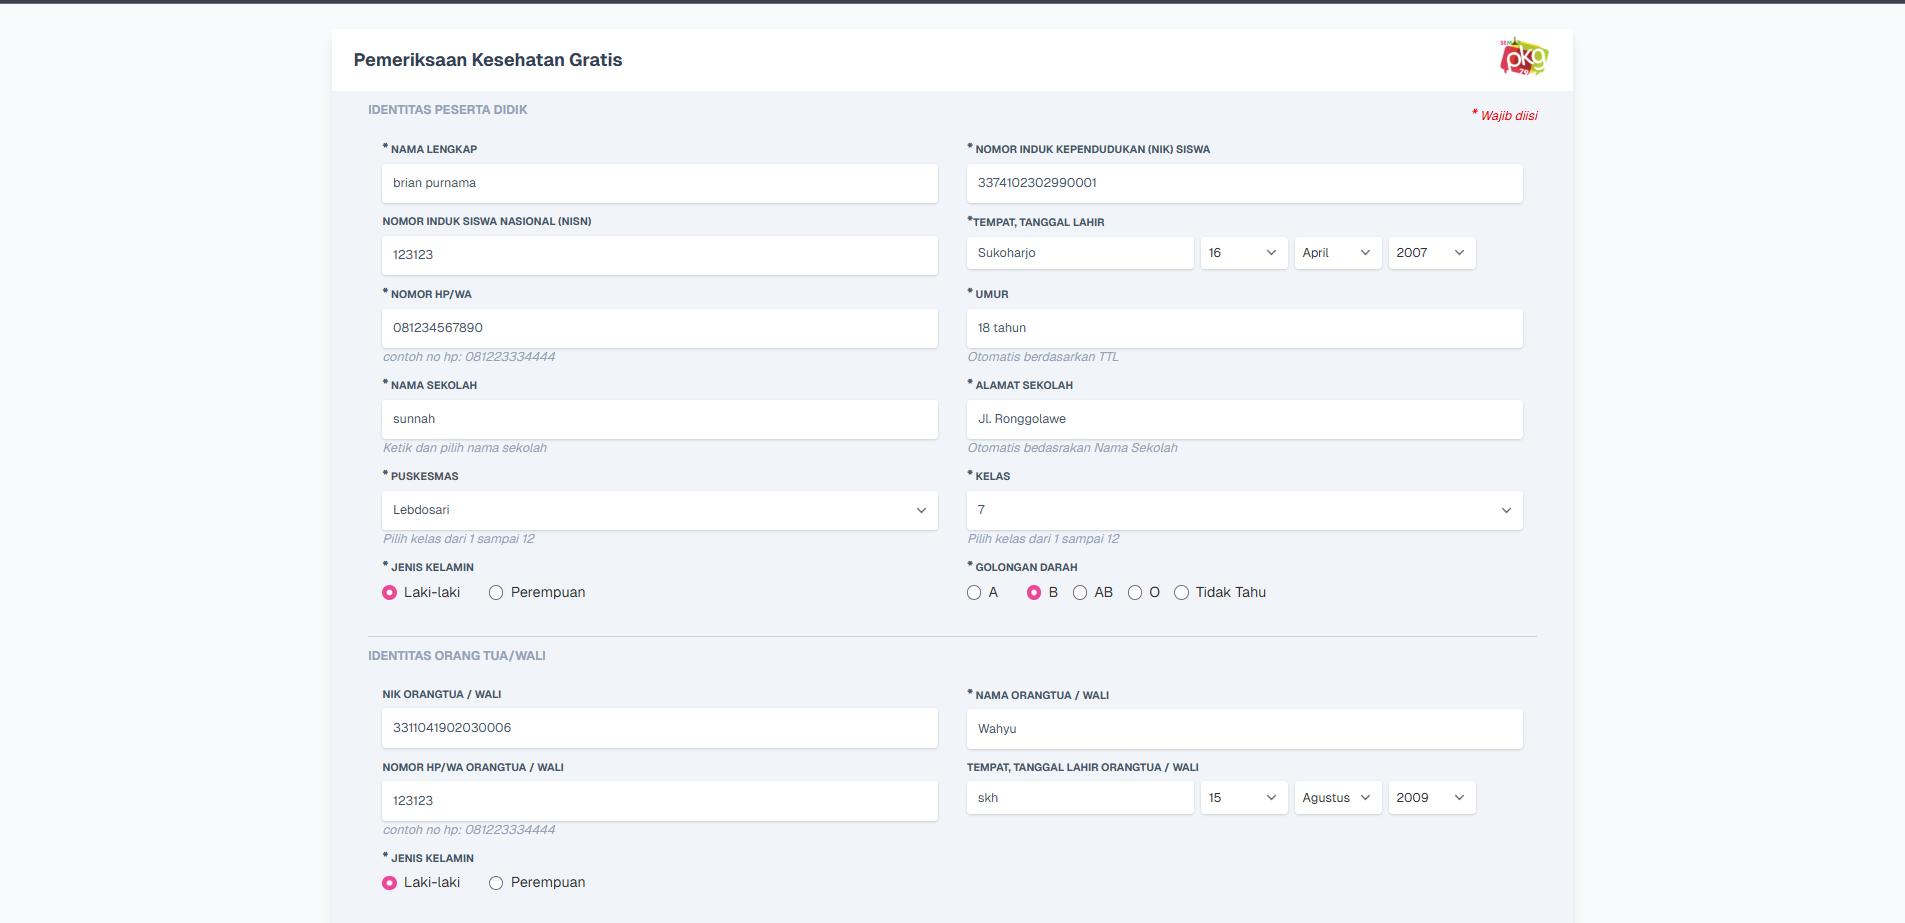 Pemeriksaan Kesehatan Gratis
pkg
IDENTITAS PESERTA DIDIK
* Wajib diisi
* NAMA LENGKAP
brian purnama
* NOMOR INDUK KEPENDUDUKAN (NIK) SISWA
3374102302990001
NOMOR INDUK SISWA NASIONAL (NISN)
123123
*TEMPAT, TANGGAL LAHIR
Sukoharjo 16 April 2007
* NOMOR HP/WA
081234567890
contoh no hp: 081223334444
* UMUR
18 tahun
Otomatis berdasarkan TTL
* NAMA SEKOLAH
sunnah
Ketik dan pilih nama sekolah
* ALAMAT SEKOLAH
Jl. Ronggolawe
Otomatis bedasrakan Nama Sekolah
* PUSKESMAS
Lebdosari
Pilih kelas dari 1 sampai 12
* KELAS
7
Pilih kelas dari 1 sampai 12
* JENIS KELAMIN
Laki-laki Perempuan
* GOLONGAN DARAH
A B AB O Tidak Tahu
IDENTITAS ORANG TUA/WALI
NIK ORANGTUA / WALI
3311041902030006
* NAMA ORANGTUA / WALI
Wahyu
NOMOR HP/WA ORANGTUA / WALI
123123
contoh no hp: 081223334444
TEMPAT, TANGGAL LAHIR ORANGTUA / WALI
skh 15 Agustus 2009
* JENIS KELAMIN
Laki-laki Perempuan